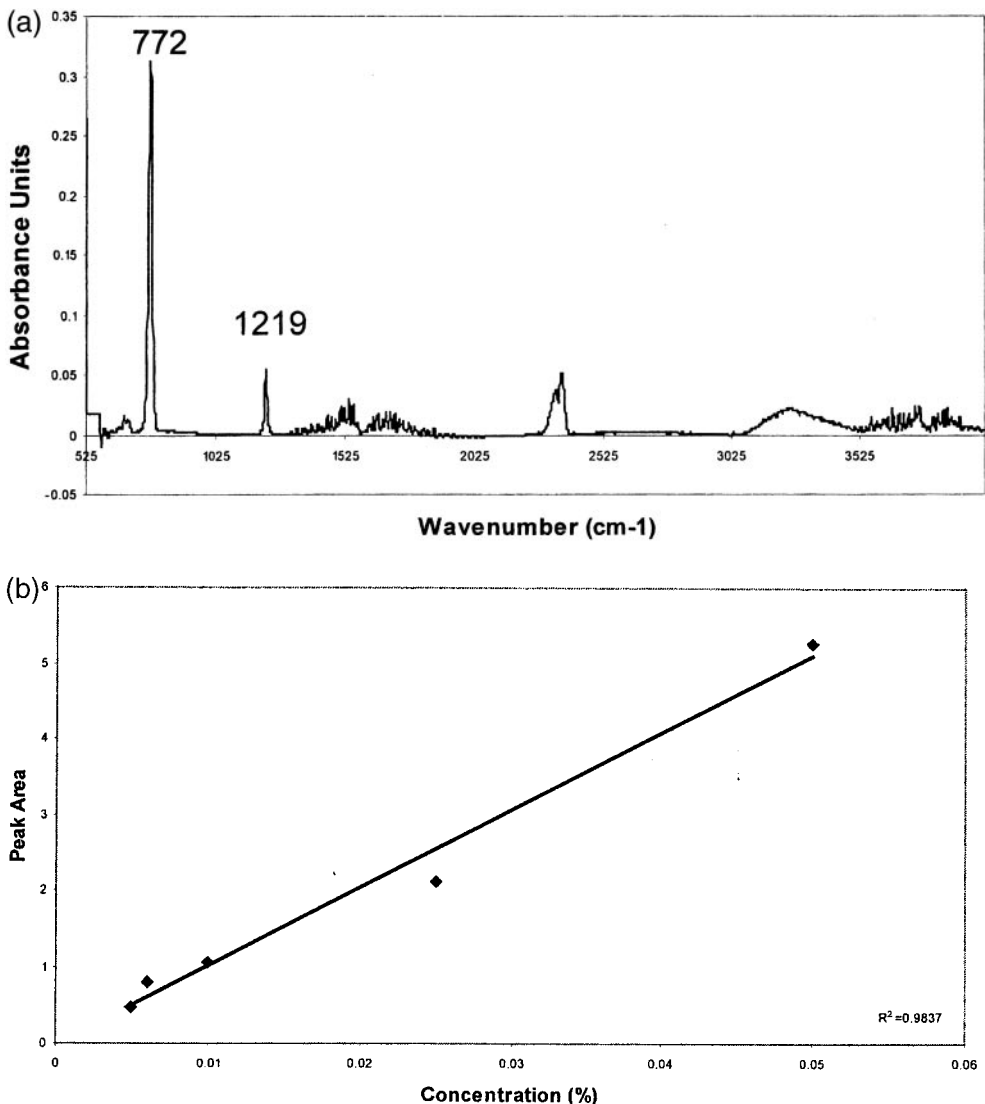 (a)
0.35
0.3
0.25
0.2
0.15
0.1
0.05
0
-0.05
772
1219
525 1025 1525 2025 2525 3025 3525
Absorbance Units
Wavenumber (cm-1)
(b)
6
5
4
3
2
1
0
Peak Area
R² =0.9837
0 0.01 0.02 0.03 0.04 0.05 0.06
Concentration (%)